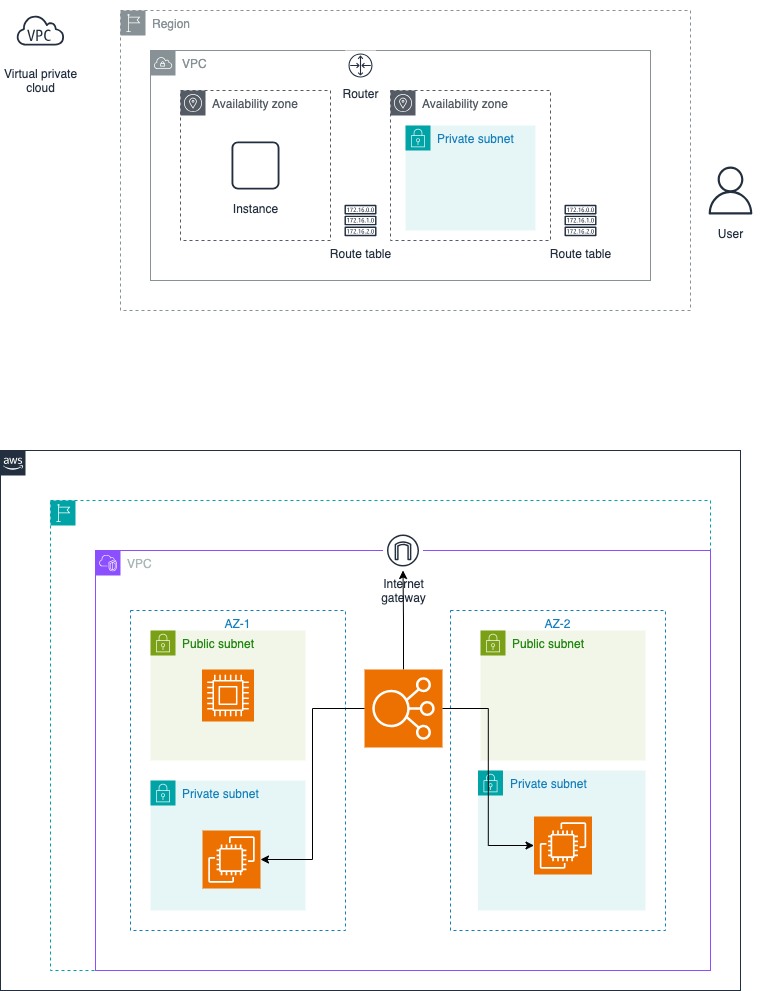 Region
VPC
Virtual private
cloud
VPC
Router
Availability zone
Availability zone
Private subnet
Instance
172.16.0.0
172.16.1.0
172.16.2.0
Route table
172.16.0.0
172.16.1.0
172.16.2.0
Route table
User
aws
VPC
Internet
gateway
AZ-1
Public subnet
AZ-2
Public subnet
Private subnet
Private subnet